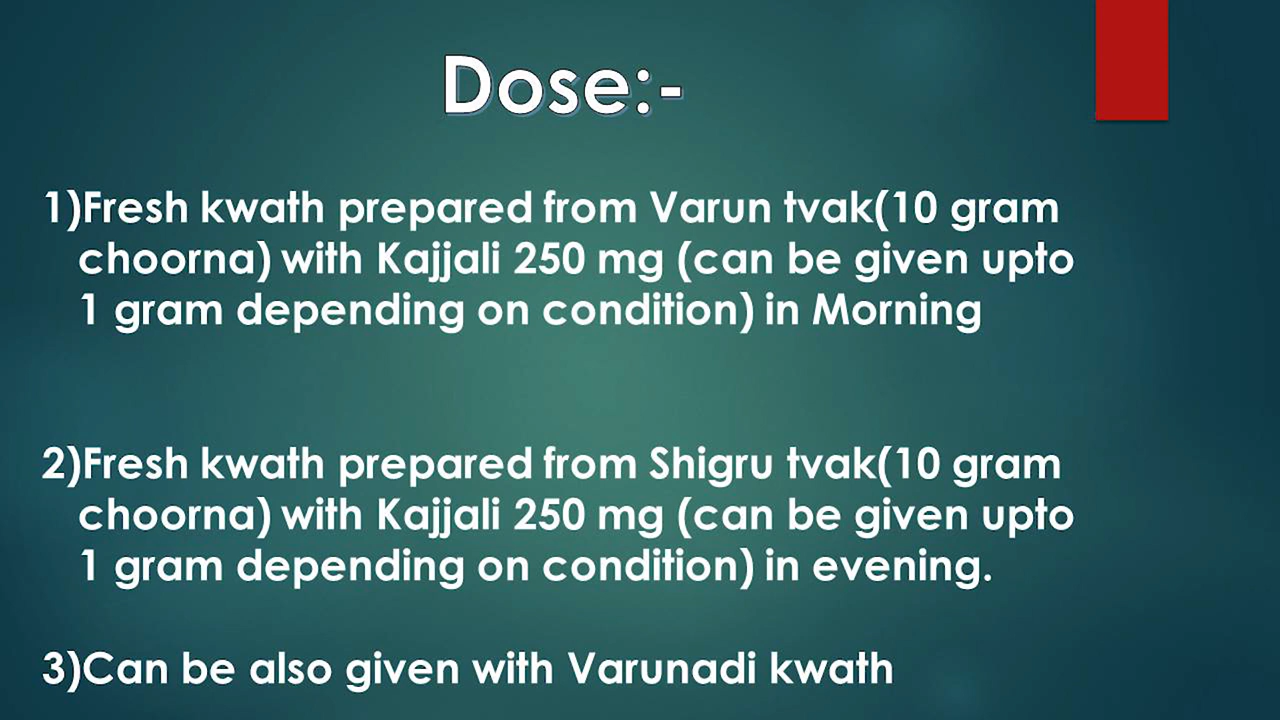 Dose:-
1)Fresh kwath prepared from Varun tvak(10 gram
choorna) with Kajjali 250 mg (can be given upto
1 gram depending on condition) in Morning
2)Fresh kwath prepared from Shigru tvak(10 gram
choorna) with Kajjali 250 mg (can be given upto
1 gram depending on condition) in evening.
3)Can be also given with Varunadi kwath